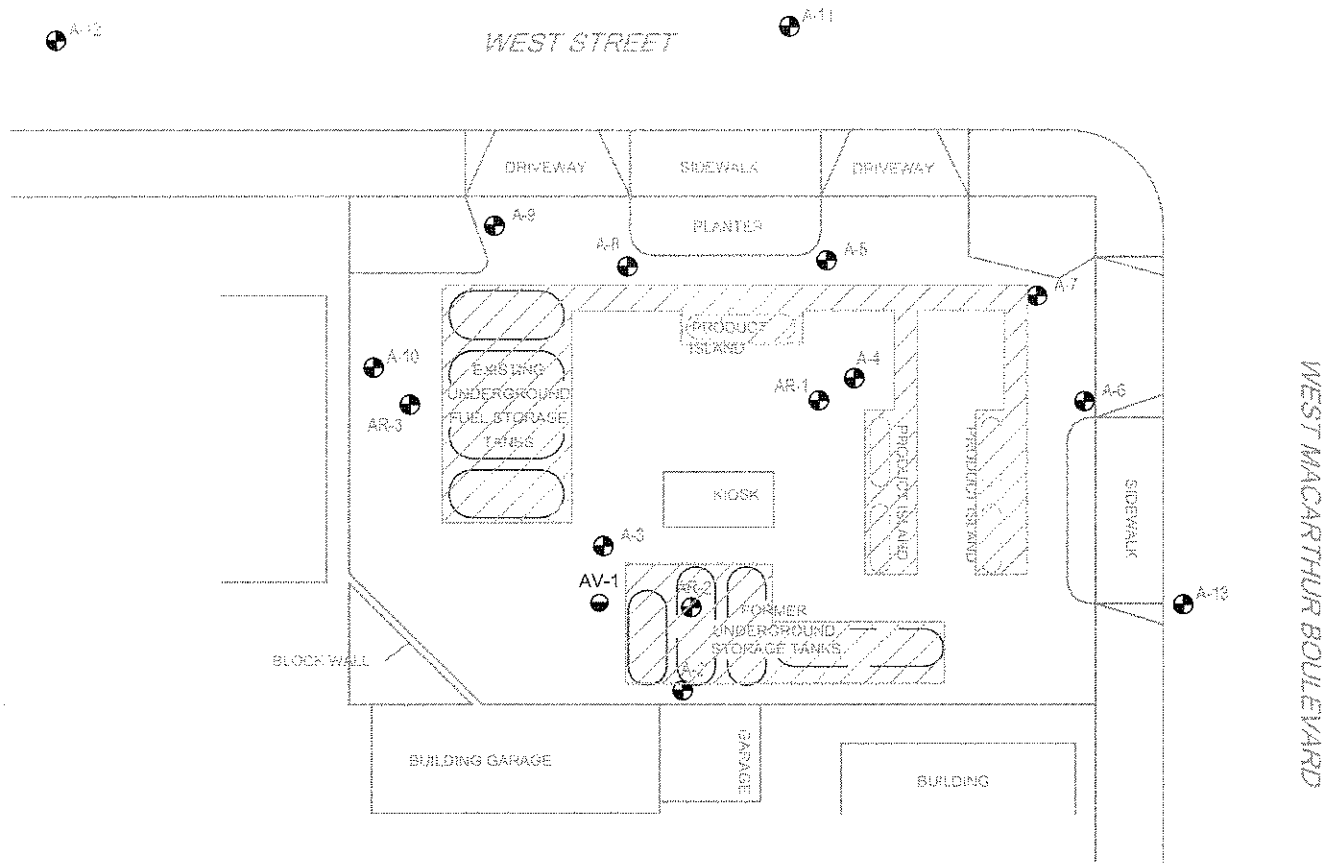 A-12
A-11
WEST STREET
DRIVEWAY
SIDEWALK
DRIVEWAY
A-9
PLANTER
A-8
A-5
A-7
PRODUCT
ISLAND
A-10
A-4
EXISTING
UNDERGROUND
FUEL STORAGE
TANKS
AR-1
A-6
AR-3
WEST MACARTHUR BOULEVARD
PRODUCT ISLAND
PRODUCT ISLAND
SIDEWALK
KIOSK
A-3
AV-1
AR-2
FORMER
UNDERGROUND
STORAGE TANKS
A-13
BLOCK WALL
BUILDING GARAGE
GARAGE
BUILDING